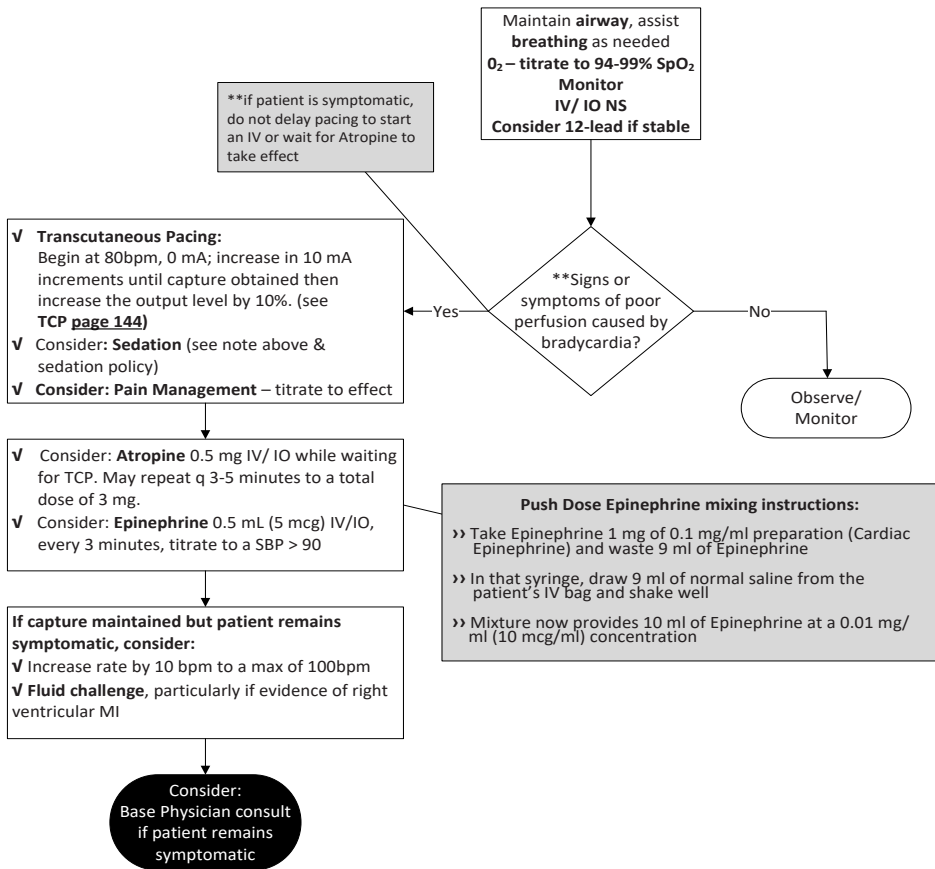 Maintain airway, assist
breathing as needed
0₂ – titrate to 94-99% SpO₂
Monitor
IV/ IO NS
Consider 12-lead if stable
**if patient is symptomatic,
do not delay pacing to start
an IV or wait for Atropine to
take effect
**Signs or
symptoms of poor
perfusion caused by
bradycardia?
Yes
No
Observe/
Monitor
√ Transcutaneous Pacing:
Begin at 80bpm, 0 mA; increase in 10 mA
increments until capture obtained then
increase the output level by 10%. (see
TCP page 144)
√ Consider: Sedation (see note above &
sedation policy)
√ Consider: Pain Management – titrate to effect
√ Consider: Atropine 0.5 mg IV/ IO while waiting
for TCP. May repeat q 3-5 minutes to a total
dose of 3 mg.
√ Consider: Epinephrine 0.5 mL (5 mcg) IV/IO,
every 3 minutes, titrate to a SBP > 90
Push Dose Epinephrine mixing instructions:
›› Take Epinephrine 1 mg of 0.1 mg/ml preparation (Cardiac
Epinephrine) and waste 9 ml of Epinephrine
›› In that syringe, draw 9 ml of normal saline from the
patient's IV bag and shake well
›› Mixture now provides 10 ml of Epinephrine at a 0.01 mg/
ml (10 mcg/ml) concentration
If capture maintained but patient remains
symptomatic, consider:
√ Increase rate by 10 bpm to a max of 100bpm
√ Fluid challenge, particularly if evidence of right
ventricular MI
Consider:
Base Physician consult
if patient remains
symptomatic